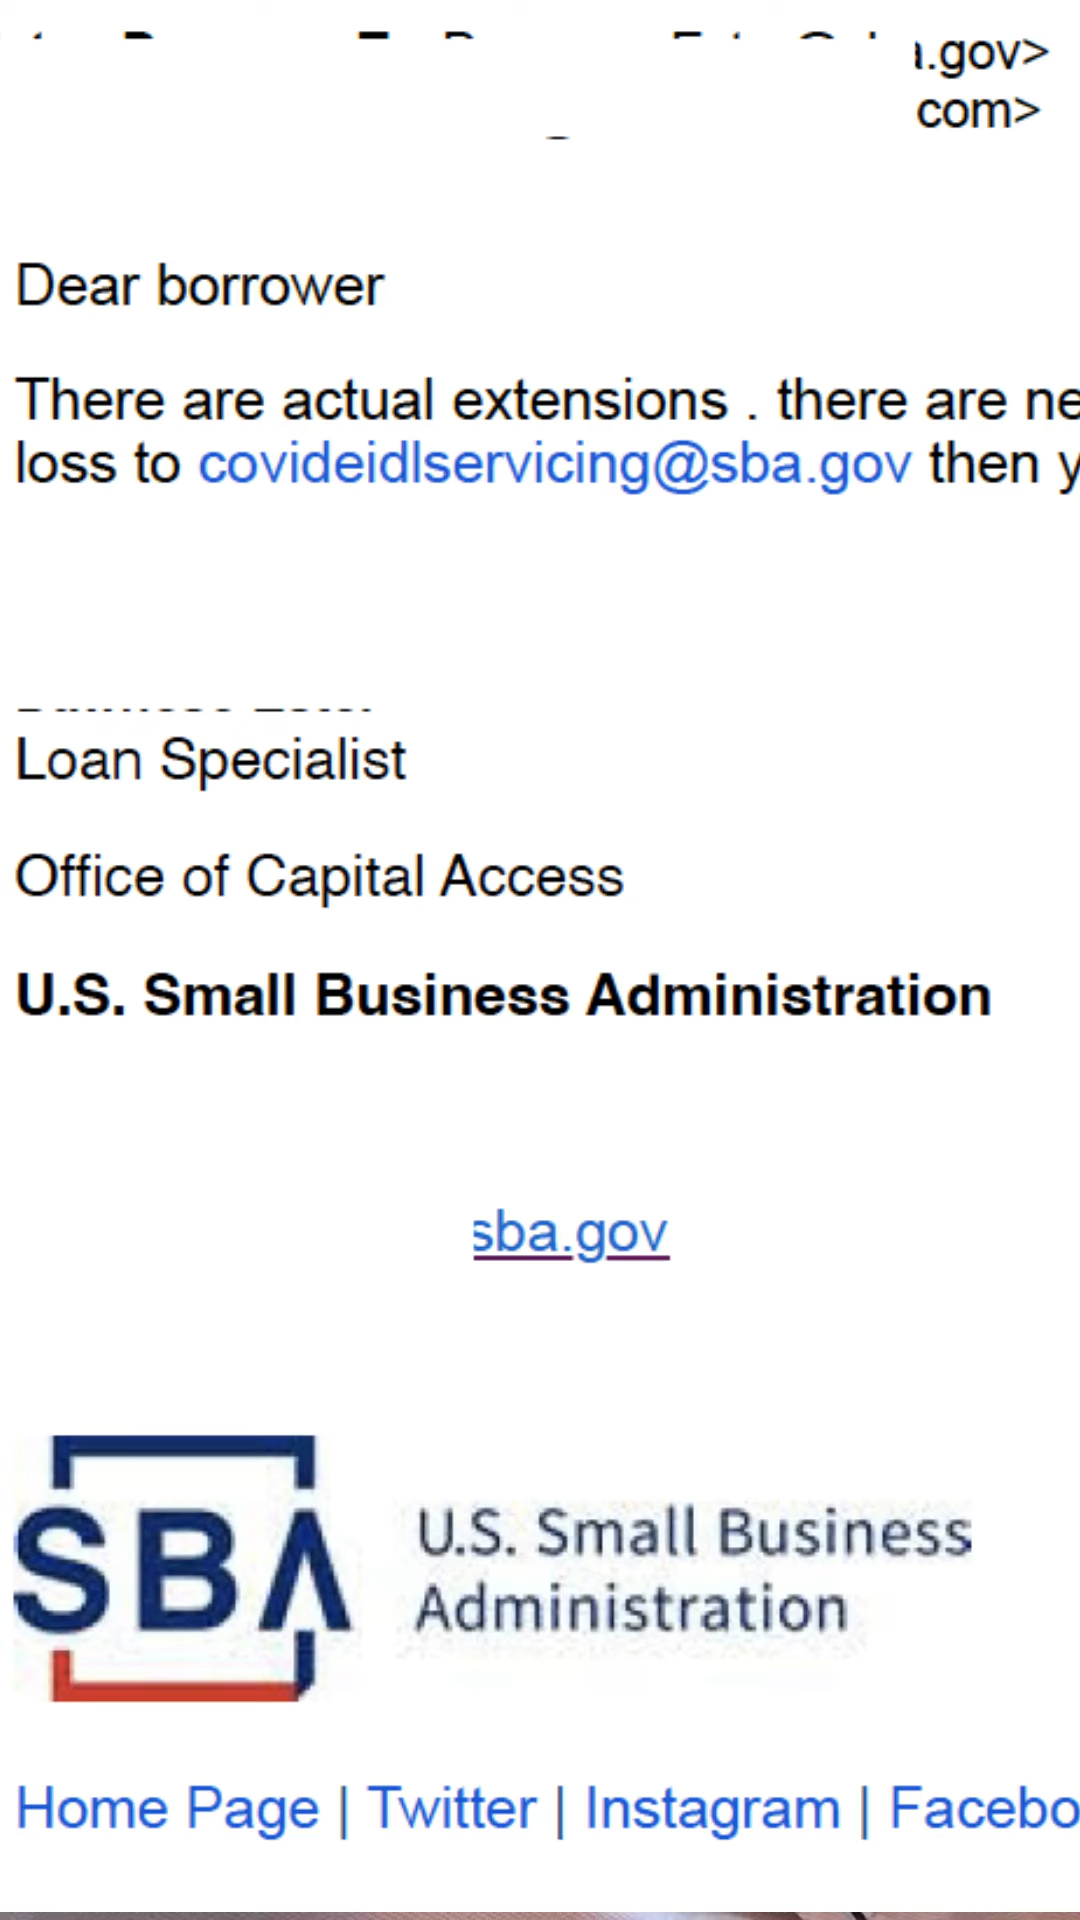 .gov>
com>
Dear borrower
There are actual extensions . there are ne
loss to covideidlservicing@sba.gov then y
Loan Specialist
Office of Capital Access
U.S. Small Business Administration
sba.gov
SBA
U.S. Small Business
Administration
Home Page | Twitter | Instagram | Facebo